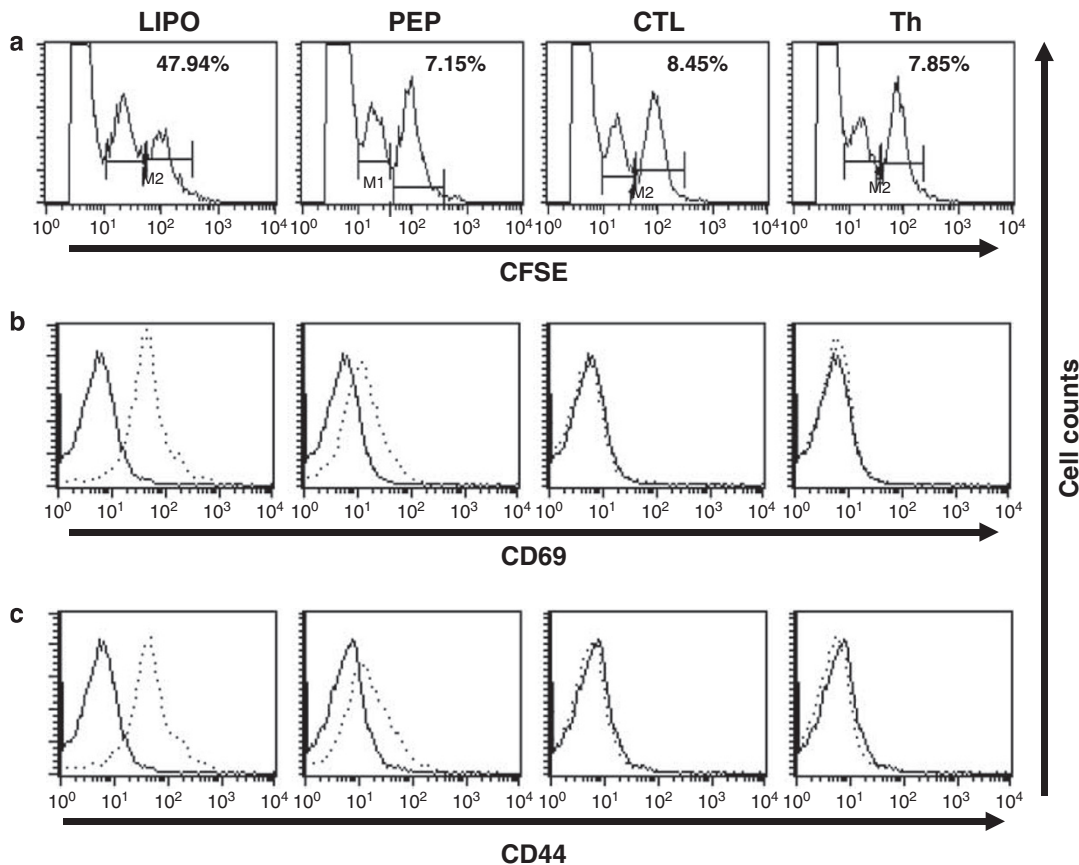 LIPO PEP CTL Th
a
47.94% 7.15% 8.45% 7.85%
M2 M1 M2 M2
10⁰ 10¹ 10² 10³ 10⁴ 10⁰ 10¹ 10² 10³ 10⁴ 10⁰ 10¹ 10² 10³ 10⁴ 10⁰ 10¹ 10² 10³ 10⁴
CFSE
b
10⁰ 10¹ 10² 10³ 10⁴ 10⁰ 10¹ 10² 10³ 10⁴ 10⁰ 10¹ 10² 10³ 10⁴ 10⁰ 10¹ 10² 10³ 10⁴
CD69
c
10⁰ 10¹ 10² 10³ 10⁴ 10⁰ 10¹ 10² 10³ 10⁴ 10⁰ 10¹ 10² 10³ 10⁴ 10⁰ 10¹ 10² 10³ 10⁴
CD44
Cell counts